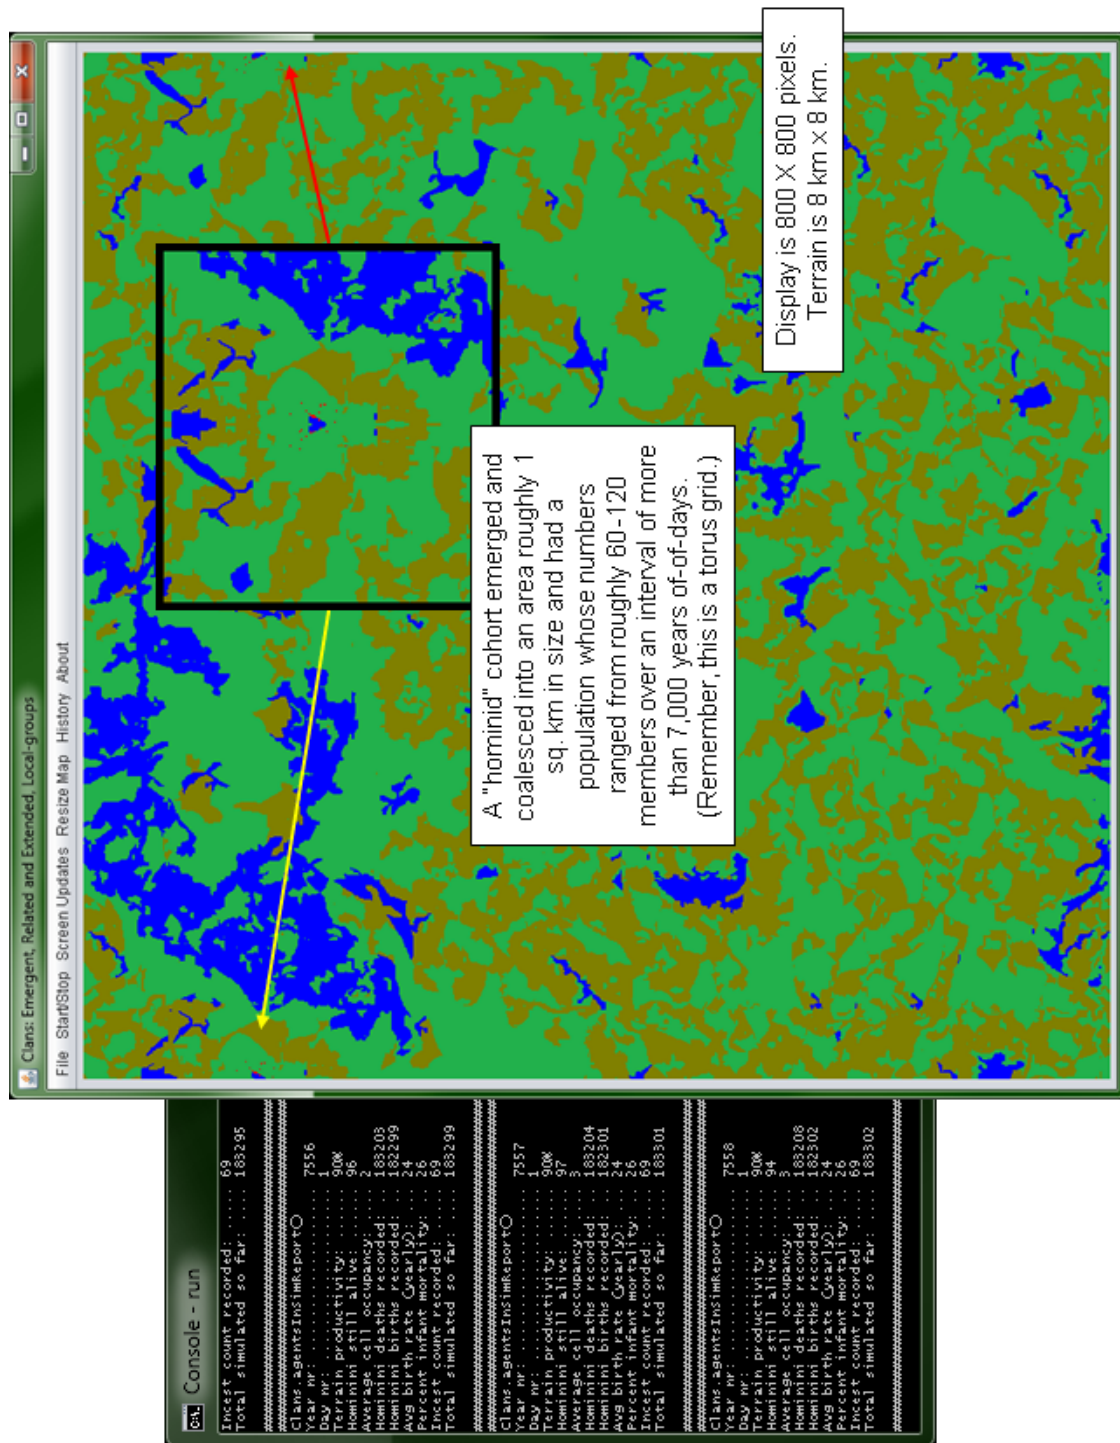 Clans: Emergent, Related and Extended, Local-groups
File Start/Stop Screen Updates Resize Map History About
A "hominid" cohort emerged and
coalesced into an area roughly 1
sq. km in size and had a
population whose numbers
ranged from roughly 60-120
members over an interval of more
than 7,000 years of-of-days.
(Remember, this is a torus grid.)
Display is 800 X 800 pixels.
Terrain is 8 km x 8 km.
Console - run
Incest count recorded: .... 69
Total simulated so far: ... 183295
Clans.agentsInSimReport()
Year nr: .................. 7556
Day nr: ................... 1
Terrain productivity: ..... 90%
Hominini still alive: ..... 96
Average cell occupancy: ... 2
Hominini deaths recorded: . 183203
Hominini births recorded: . 182299
Avg birth rate (yearly): .. 24
Percent infant mortality: . 26
Incest count recorded: .... 69
Total simulated so far: ... 183299
Clans.agentsInSimReport()
Year nr: .................. 7557
Day nr: ................... 1
Terrain productivity: ..... 90%
Hominini still alive: ..... 97
Average cell occupancy: ... 3
Hominini deaths recorded: . 183204
Hominini births recorded: . 182301
Avg birth rate (yearly): .. 24
Percent infant mortality: . 26
Incest count recorded: .... 69
Total simulated so far: ... 183301
Clans.agentsInSimReport()
Year nr: .................. 7558
Day nr: ................... 1
Terrain productivity: ..... 90%
Hominini still alive: ..... 94
Average cell occupancy: ... 3
Hominini deaths recorded: . 183208
Hominini births recorded: . 182302
Avg birth rate (yearly): .. 24
Percent infant mortality: . 26
Incest count recorded: .... 69
Total simulated so far: ... 183302